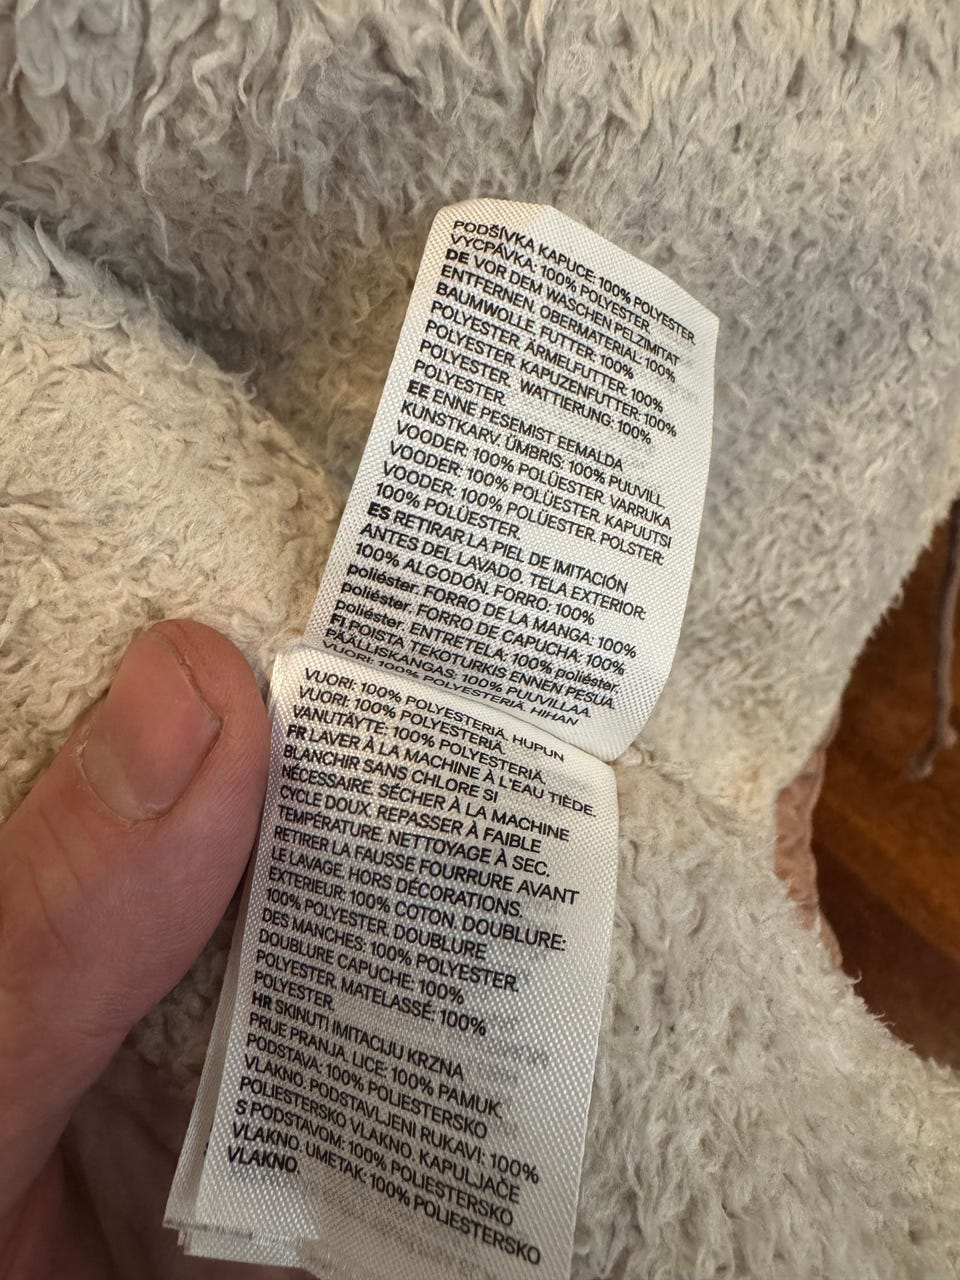 PODŠÍVKA KAPUCE: 100% POLYESTER.
VYCPÁVKA: 100% POLYESTER.
DE VOR DEM WASCHEN PELZIMITAT
ENTFERNEN. OBERMATERIAL: 100%
BAUMWOLLE. FUTTER: 100%
POLYESTER. ÄRMELFUTTER: 100%
POLYESTER. KAPUZENFUTTER: 100%
POLYESTER. WATTIERUNG: 100%
POLYESTER.
EE ENNE PESEMIST EEMALDA
KUNSTKARV. ÜMBRIS: 100% PUUVILL.
VOODER: 100% POLÜESTER. VARRUKA
VOODER: 100% POLÜESTER. KAPUUTSI
VOODER: 100% POLÜESTER. POLSTER:
100% POLÜESTER.
ES RETIRAR LA PIEL DE IMITACIÓN
ANTES DEL LAVADO. TELA EXTERIOR:
100% ALGODÓN. FORRO: 100%
poliéster. FORRO DE LA MANGA: 100%
poliéster. FORRO DE CAPUCHA: 100%
poliéster. ENTRETELA: 100% poliéster.
FI POISTA TEKOTURKIS ENNEN PESUA.
PÄÄLLISKANGAS: 100% PUUVILLAA.
VUORI: 100% POLYESTERIÄ. HIHAN
VUORI: 100% POLYESTERIÄ. HUPUN
VUORI: 100% POLYESTERIÄ.
VANUTÄYTE: 100% POLYESTERIÄ.
FR LAVER À LA MACHINE À L'EAU TIÈDE.
BLANCHIR SANS CHLORE SI
NÉCESSAIRE. SÉCHER À LA MACHINE
CYCLE DOUX. REPASSER À FAIBLE
TEMPÉRATURE. NETTOYAGE À SEC.
RETIRER LA FAUSSE FOURRURE AVANT
LE LAVAGE. HORS DÉCORATIONS.
EXTERIEUR: 100% COTON. DOUBLURE:
100% POLYESTER. DOUBLURE
DES MANCHES: 100% POLYESTER.
DOUBLURE CAPUCHE: 100%
POLYESTER. MATELASSÉ: 100%
POLYESTER.
HR SKINUTI IMITACIJU KRZNA
PRIJE PRANJA. LICE: 100% PAMUK.
PODSTAVA: 100% POLIESTERSKO
VLAKNO. PODSTAVLJENI RUKAVI: 100%
POLIESTERSKO VLAKNO. KAPULJAČE
S PODSTAVOM: 100% POLIESTERSKO
VLAKNO. UMETAK: 100% POLIESTERSKO
VLAKNO.